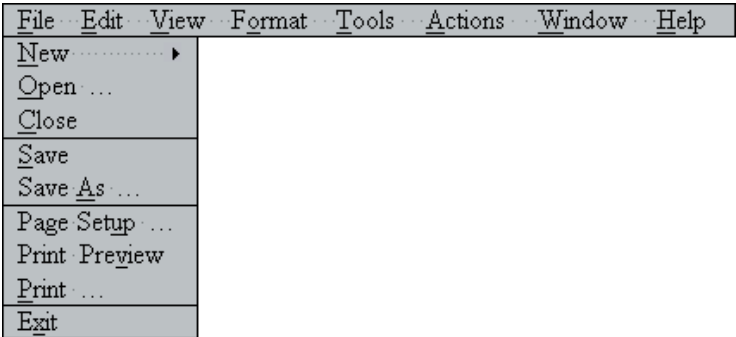 File Edit View Format Tools Actions Window Help
New
Open ...
Close
Save
Save As ...
Page Setup ...
Print Preview
Print ...
Exit